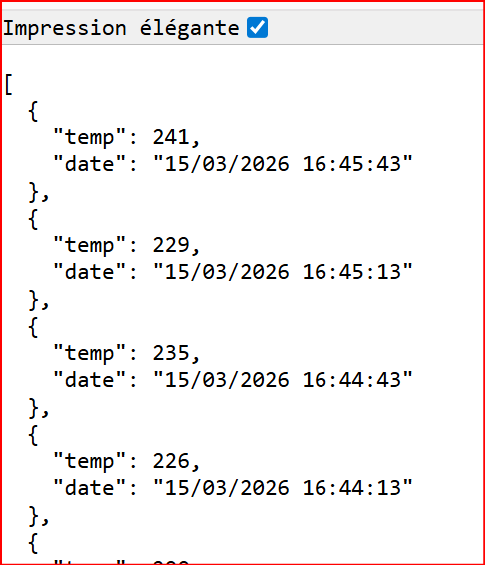 Impression élégante
[
{
"temp": 241,
"date": "15/03/2026 16:45:43"
},
{
"temp": 229,
"date": "15/03/2026 16:45:13"
},
{
"temp": 235,
"date": "15/03/2026 16:44:43"
},
{
"temp": 226,
"date": "15/03/2026 16:44:13"
},
{